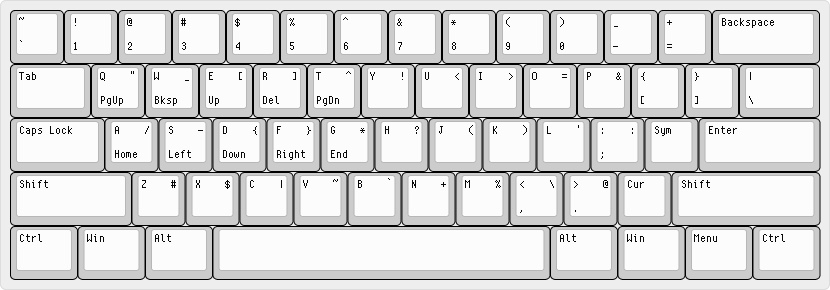 ~ ! @ # $ % ^ & * ( ) _ + Backspace
` 1 2 3 4 5 6 7 8 9 0 - =
Tab Q " W _ E [ R ] T ^ Y ! U < I > O = P & { } |
PgUp Bksp Up Del PgDn [ ] \
Caps Lock A / S - D { F } G * H ? J ( K ) L ' : : Sym Enter
Home Left Down Right End ;
Shift Z # X $ C | V ~ B ` N + M % < \ > @ Cur Shift
, .
Ctrl Win Alt Alt Win Menu Ctrl